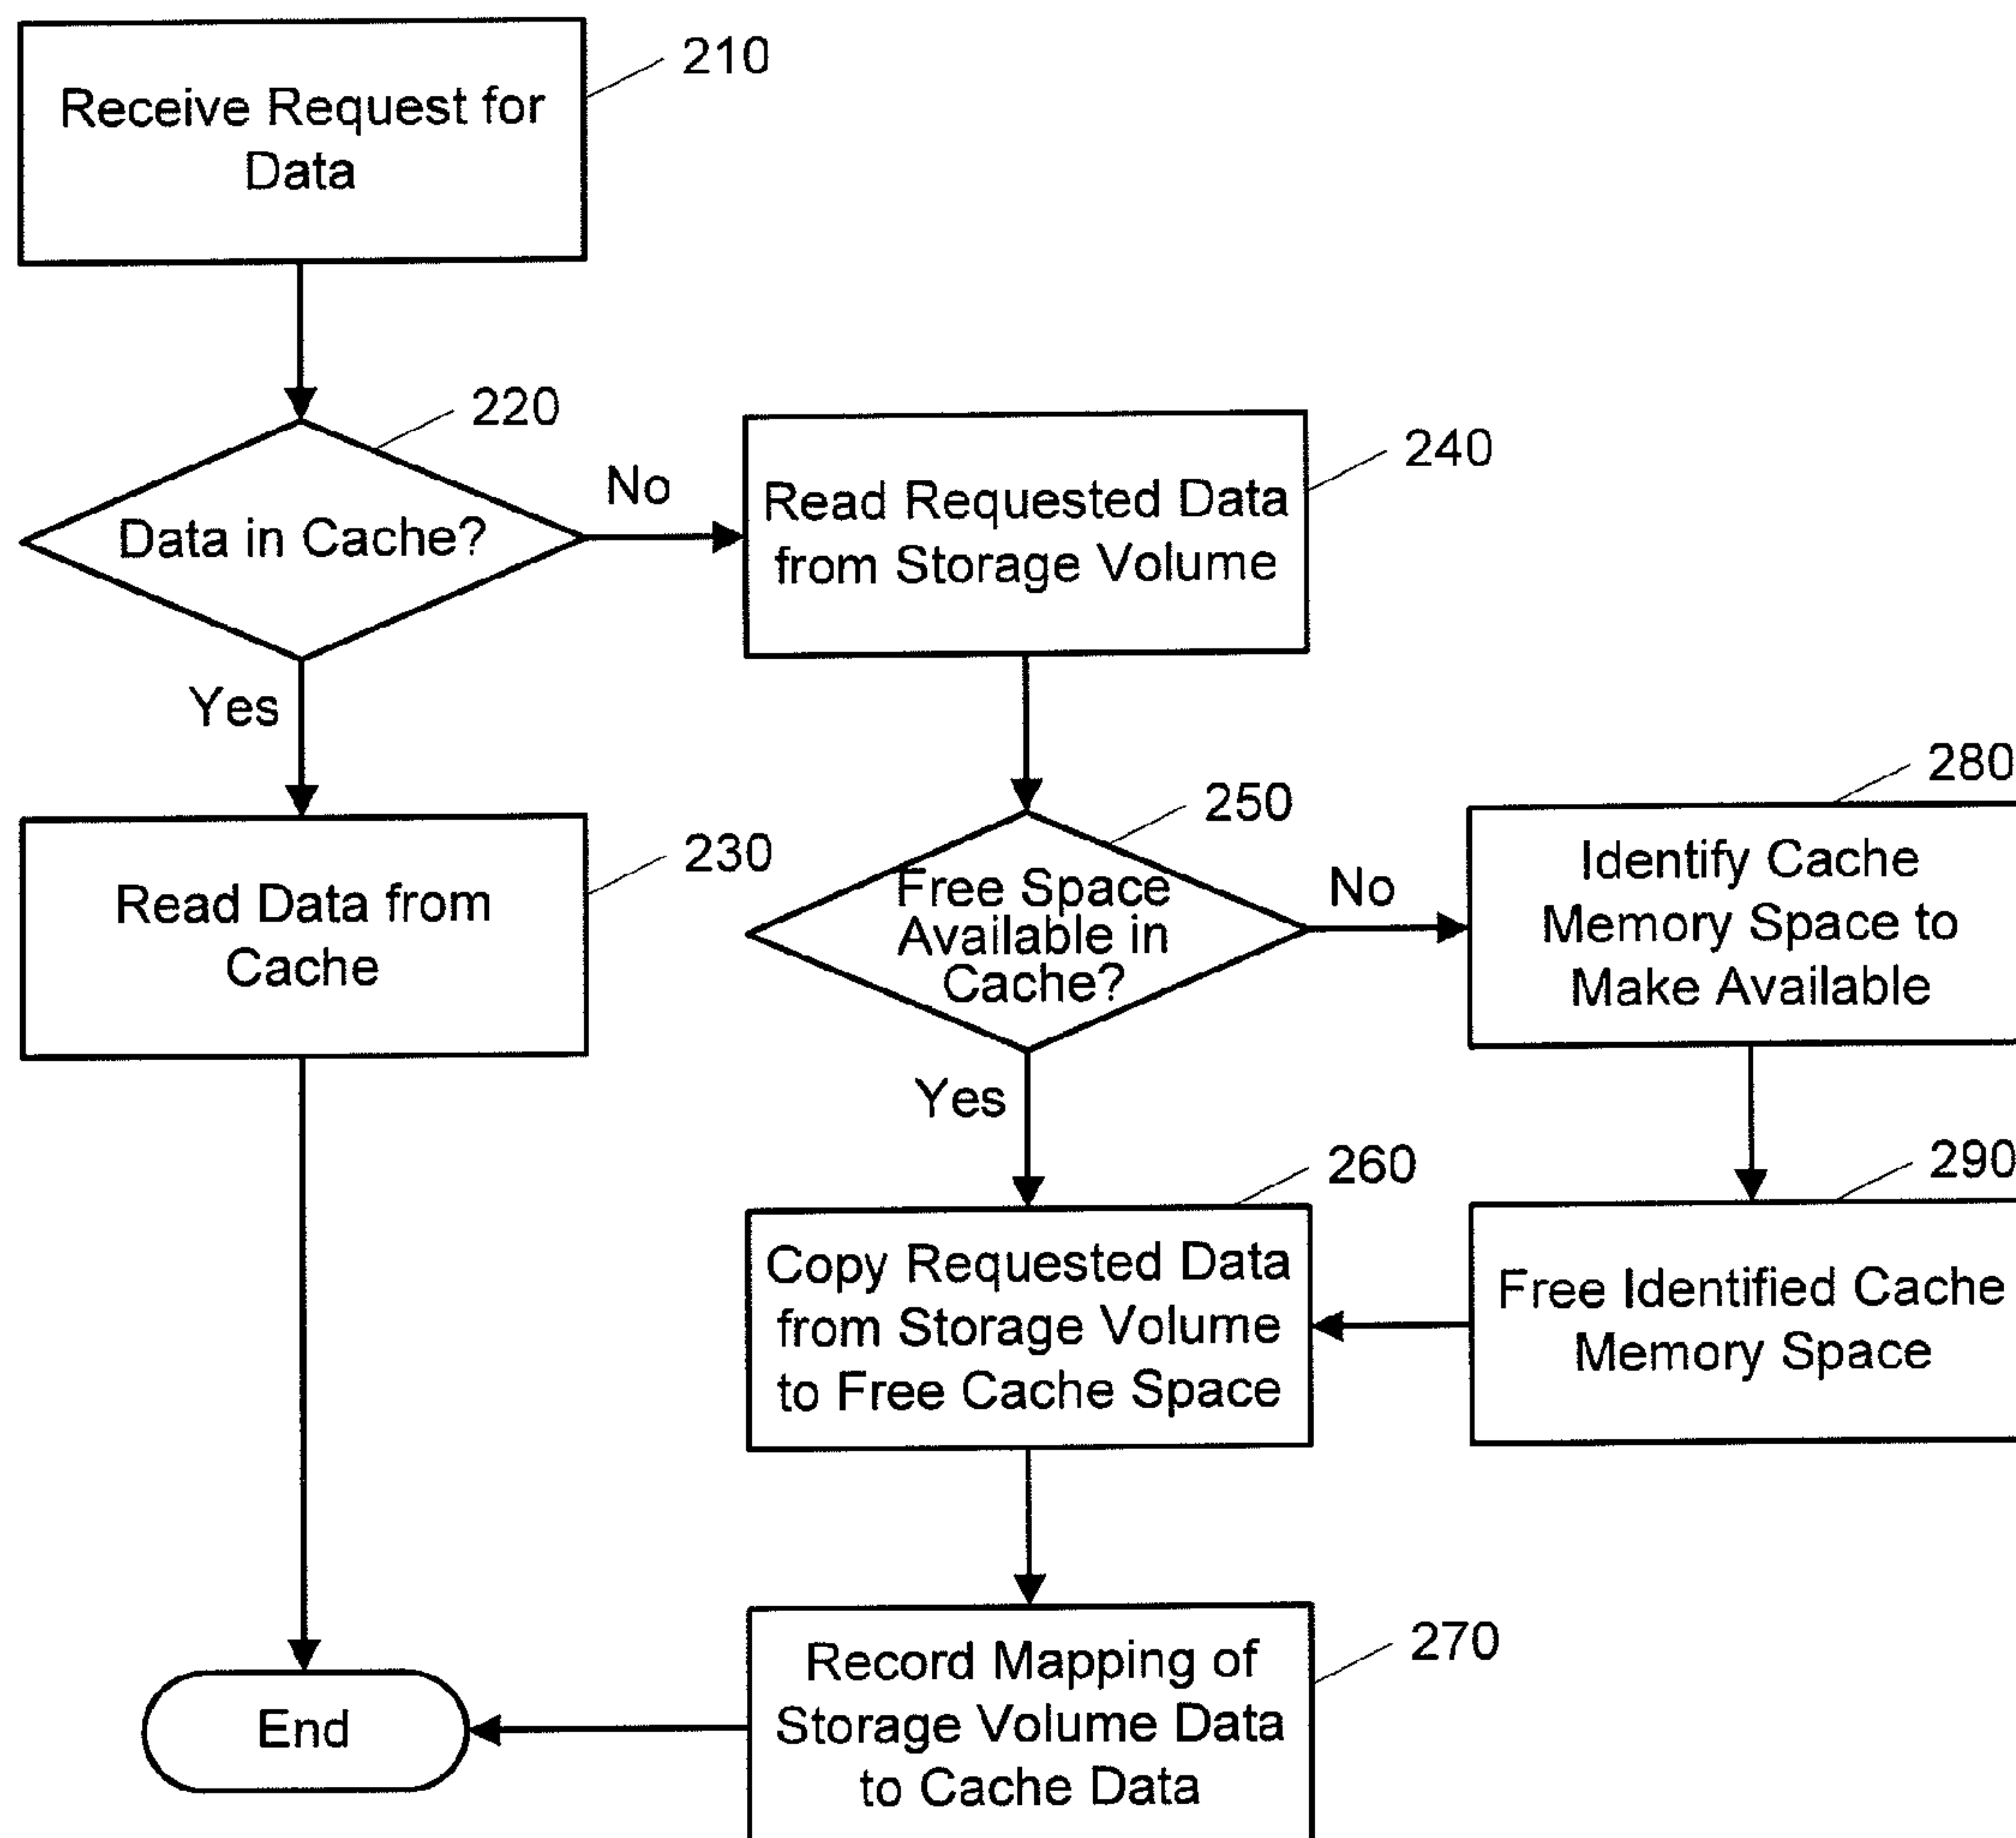 210
Receive Request for
Data
220
Data in Cache?
No
Yes
240
Read Requested Data
from Storage Volume
230
Read Data from
Cache
250
Free Space
Available in
Cache?
No
Yes
280
Identify Cache
Memory Space to
Make Available
260
Copy Requested Data
from Storage Volume
to Free Cache Space
290
Free Identified Cache
Memory Space
270
Record Mapping of
Storage Volume Data
to Cache Data
End